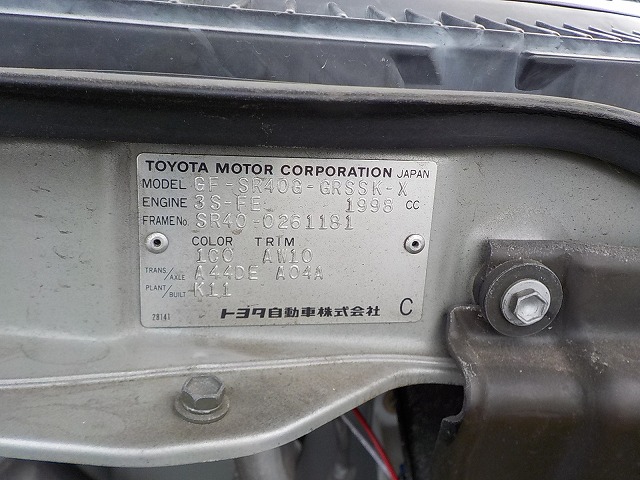 TOYOTA MOTOR CORPORATION JAPAN
MODEL GF-SR40G-GRSSK-X
ENGINE 3S-FE 1998 CC
FRAME No. SR40-0261181
COLOR TRIM
1C0 AW10
TRANS/AXLE A44DE A04A
PLANT/BUILT K11
28141 トヨタ自動車株式会社 C